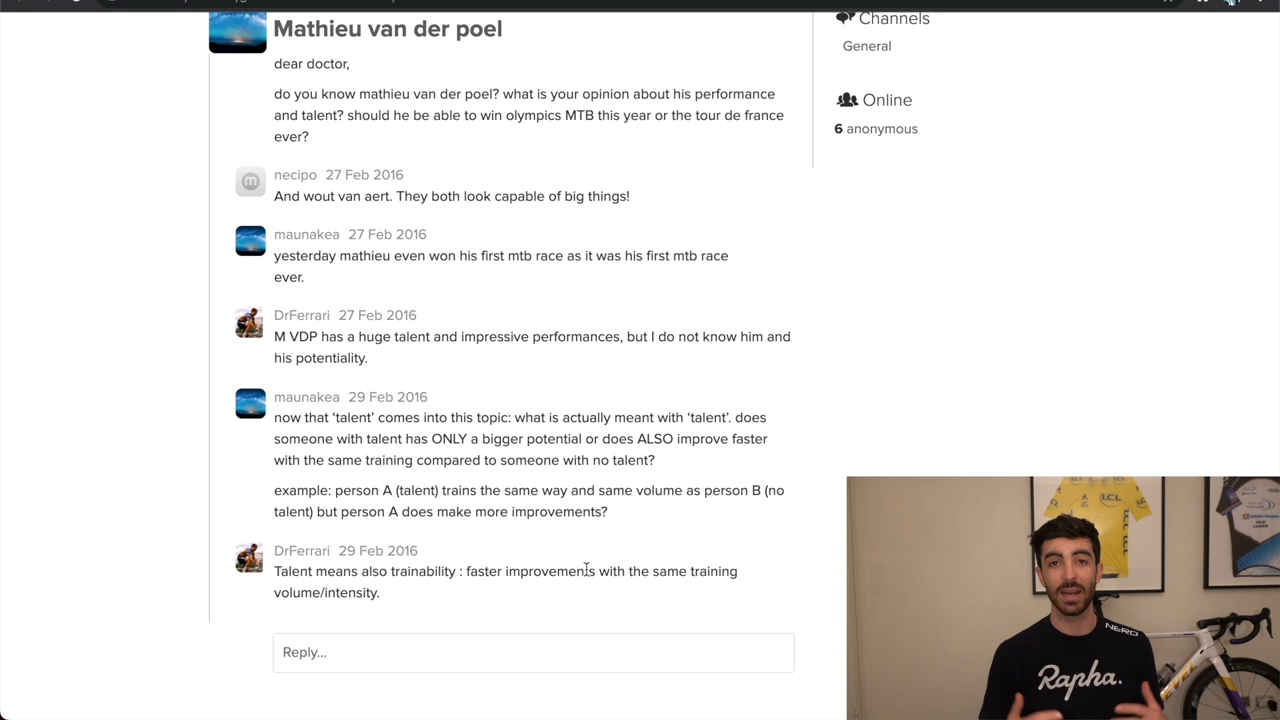 Mathieu van der poel
dear doctor,
do you know mathieu van der poel? what is your opinion about his performance
and talent? should he be able to win olympics MTB this year or the tour de france
ever?
necipo 27 Feb 2016
And wout van aert. They both look capable of big things!
maunakea 27 Feb 2016
yesterday mathieu even won his first mtb race as it was his first mtb race
ever.
DrFerrari 27 Feb 2016
M VDP has a huge talent and impressive performances, but I do not know him and
his potentiality.
maunakea 29 Feb 2016
now that ‘talent’ comes into this topic: what is actually meant with ‘talent’. does
someone with talent has ONLY a bigger potential or does ALSO improve faster
with the same training compared to someone with no talent?
example: person A (talent) trains the same way and same volume as person B (no
talent) but person A does make more improvements?
DrFerrari 29 Feb 2016
Talent means also trainability : faster improvements with the same training
volume/intensity.
Reply...
Channels
General
Online
6 anonymous
LCL
LCL
NERO
Rapha.